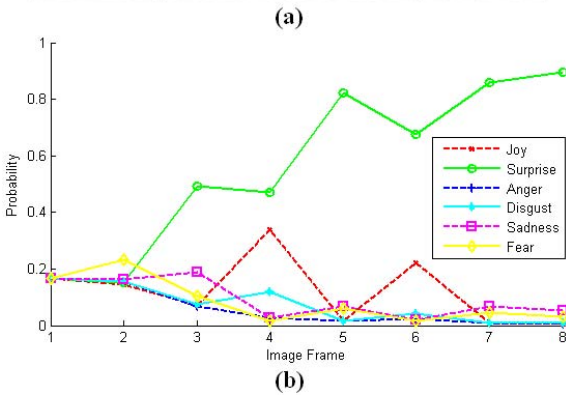 (a)
1
0.8
0.6
0.4
0.2
0
Probability
Joy
Surprise
Anger
Disgust
Sadness
Fear
1 2 3 4 5 6 7 8
Image Frame
(b)